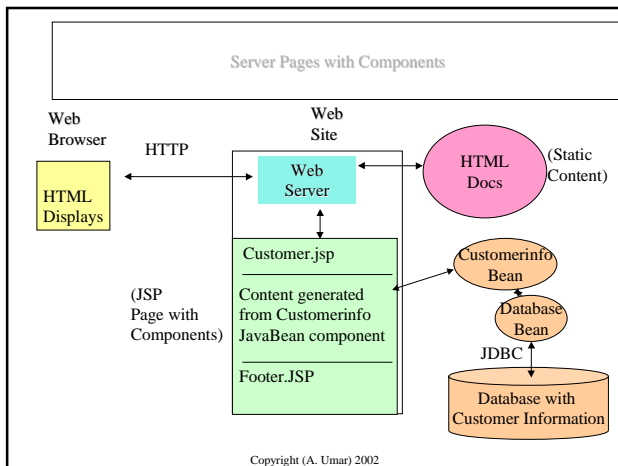 Server Pages with Components
Web
Browser
HTTP
Web
Site
HTML
Displays
Web
Server
HTML
Docs
(Static
Content)
Customer.jsp
(JSP
Page with
Components)
Content generated
from Customerinfo
JavaBean component
Footer.JSP
Customerinfo
Bean
Database
Bean
JDBC
Database with
Customer Information
Copyright (A. Umar) 2002